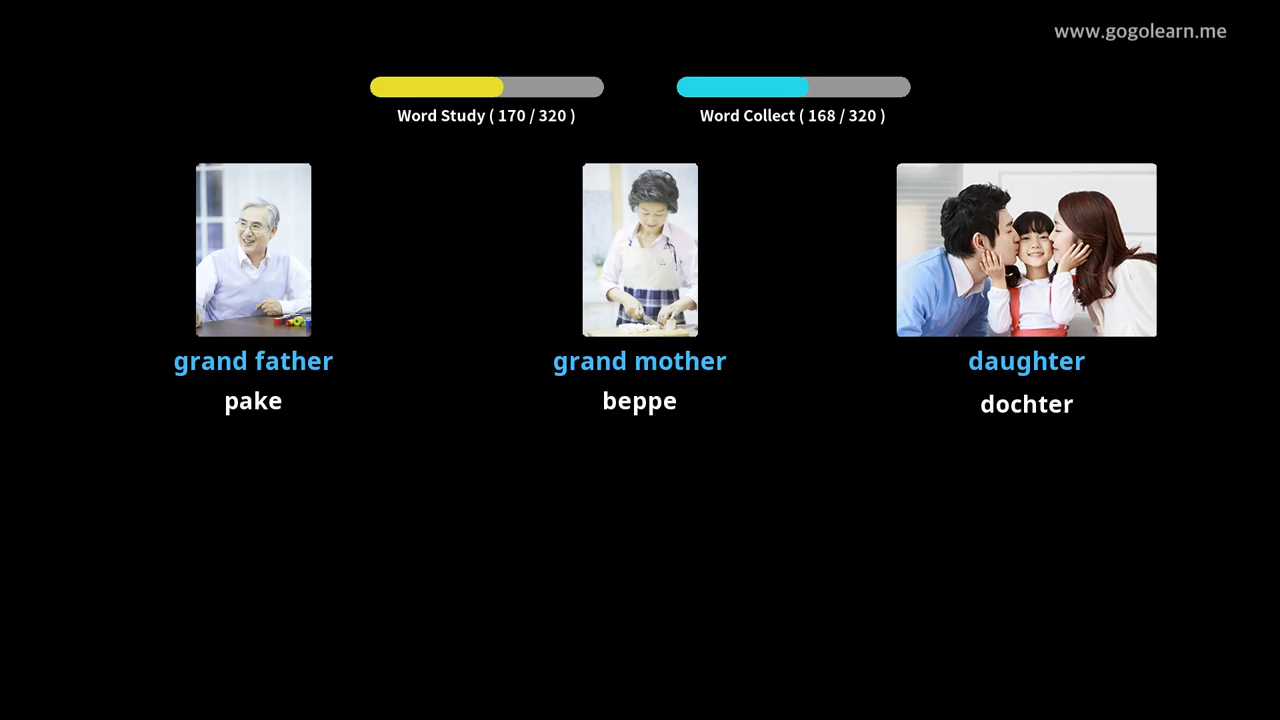 www.gogolearn.me
Word Study ( 170 / 320 )
Word Collect ( 168 / 320 )
grand father
grand mother
daughter
pake
beppe
dochter